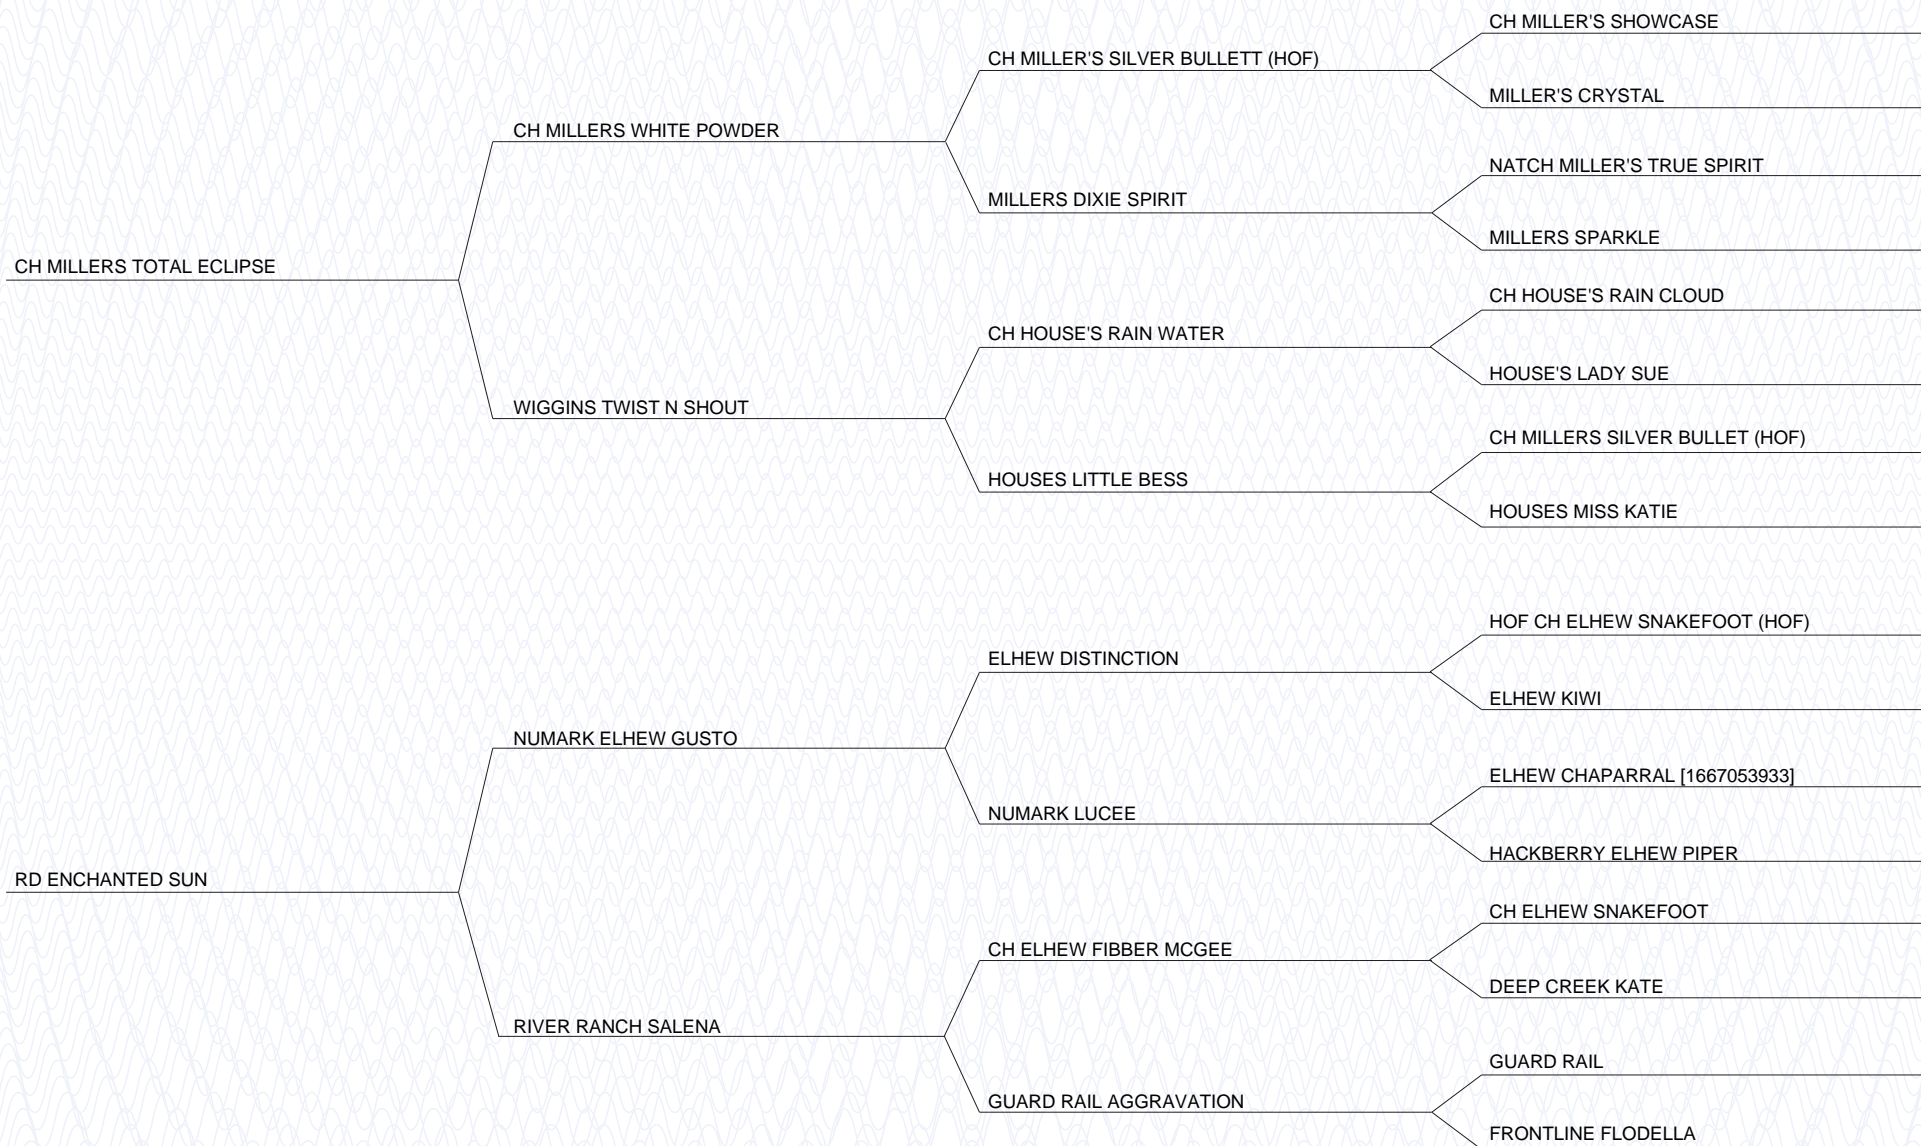 CH MILLER'S SHOWCASE
CH MILLER'S SILVER BULLETT (HOF)
MILLER'S CRYSTAL
CH MILLERS WHITE POWDER
NATCH MILLER'S TRUE SPIRIT
MILLERS DIXIE SPIRIT
MILLERS SPARKLE
CH MILLERS TOTAL ECLIPSE
CH HOUSE'S RAIN CLOUD
CH HOUSE'S RAIN WATER
HOUSE'S LADY SUE
WIGGINS TWIST N SHOUT
CH MILLERS SILVER BULLET (HOF)
HOUSES LITTLE BESS
HOUSES MISS KATIE
HOF CH ELHEW SNAKEFOOT (HOF)
ELHEW DISTINCTION
ELHEW KIWI
NUMARK ELHEW GUSTO
ELHEW CHAPARRAL [1667053933]
NUMARK LUCEE
HACKBERRY ELHEW PIPER
RD ENCHANTED SUN
CH ELHEW SNAKEFOOT
CH ELHEW FIBBER MCGEE
DEEP CREEK KATE
RIVER RANCH SALENA
GUARD RAIL
GUARD RAIL AGGRAVATION
FRONTLINE FLODELLA